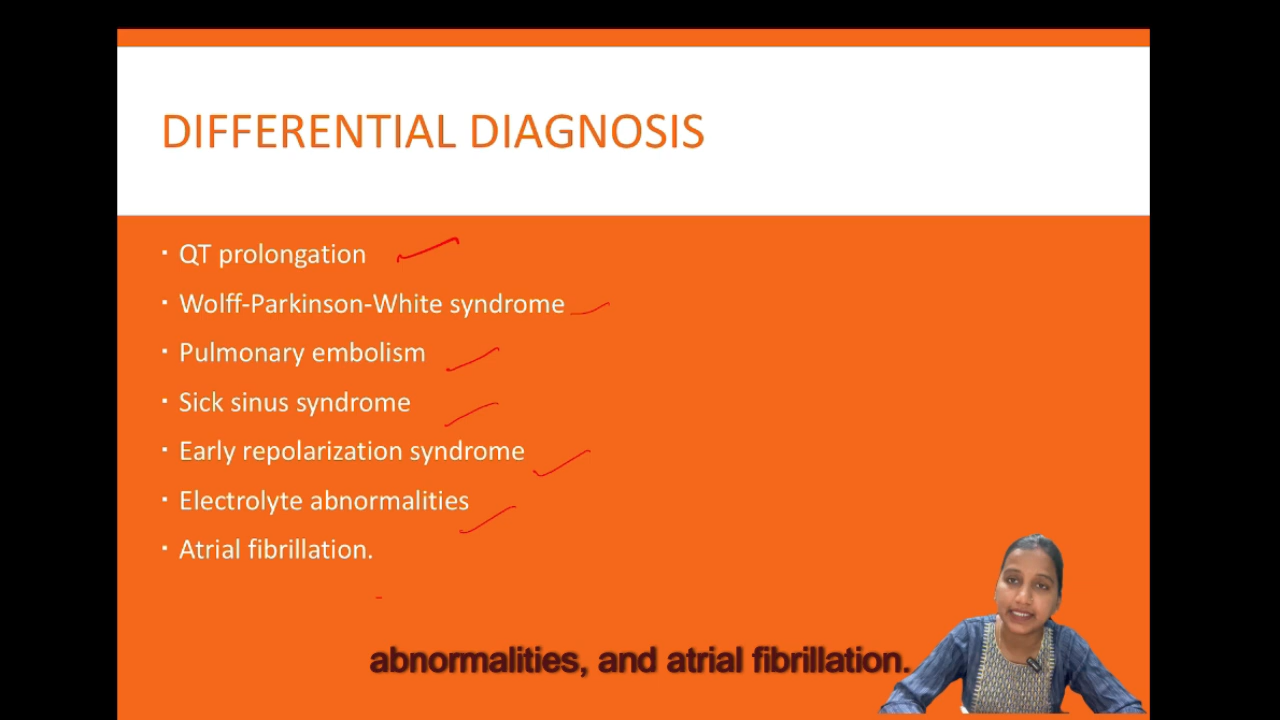 DIFFERENTIAL DIAGNOSIS
▪ QT prolongation
▪ Wolff-Parkinson-White syndrome
▪ Pulmonary embolism
▪ Sick sinus syndrome
▪ Early repolarization syndrome
▪ Electrolyte abnormalities
▪ Atrial fibrillation.
abnormalities, and atrial fibrillation.